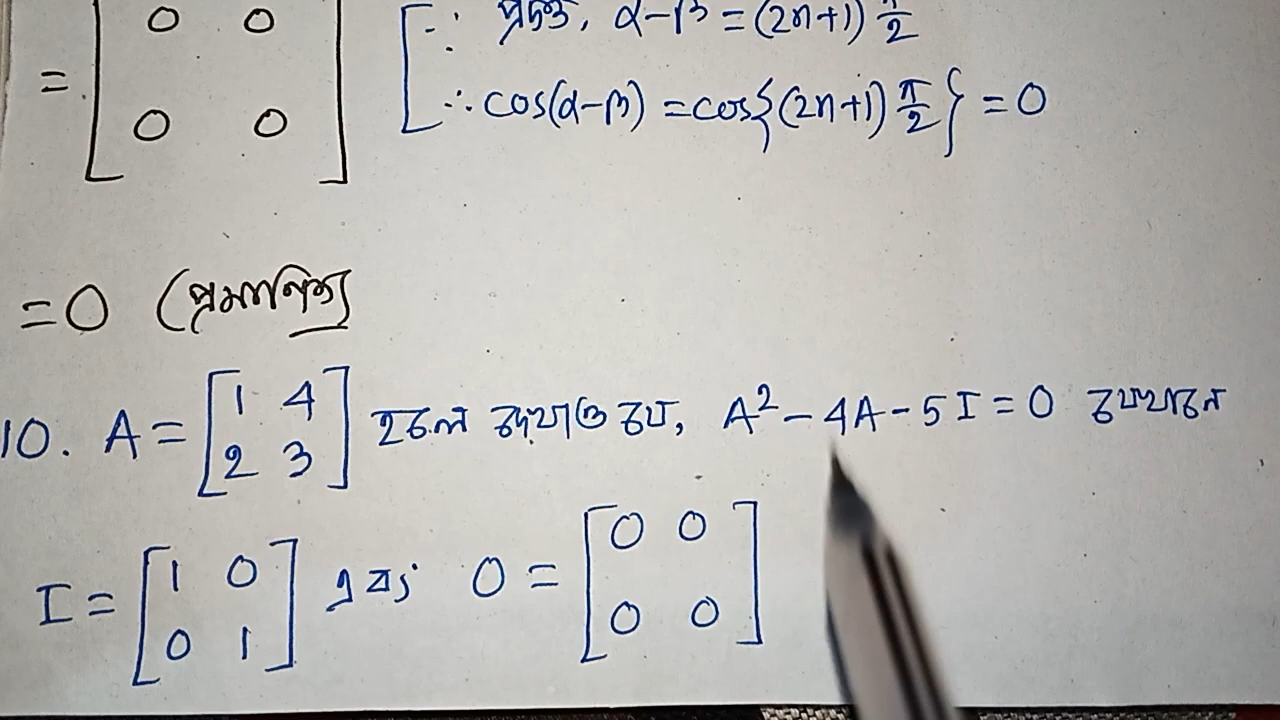 = [ 0 0 ; 0 0 ] [∵ প্রদত্ত, α-β = (2n+1) π/2
∴ cos(α-β) = cos{(2n+1) π/2} = 0
= 0 (প্রমাণিত)
10. A = [ 1 4 ; 2 3 ] হলে দেখাও যে, A² - 4A - 5I = 0 যেখানে
I = [ 1 0 ; 0 1 ] এবং 0 = [ 0 0 ; 0 0 ]